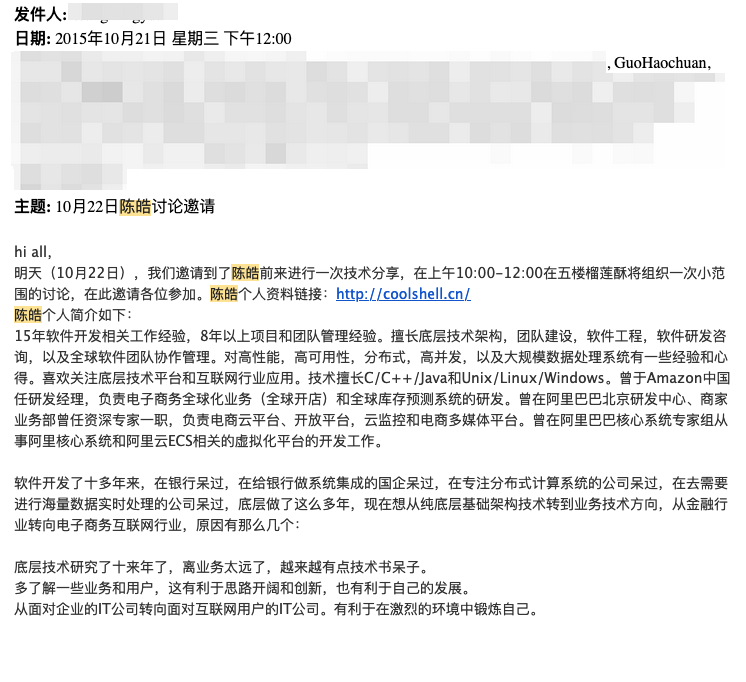 发件人:
日期: 2015年10月21日 星期三 下午12:00
, GuoHaochuan,
主题: 10月22日陈皓讨论邀请
hi all,
明天（10月22日），我们邀请到了陈皓前来进行一次技术分享，在上午10:00-12:00在五楼榴莲酥将组织一次小范
围的讨论，在此邀请各位参加。陈皓个人资料链接：http://coolshell.cn/
陈皓个人简介如下：
15年软件开发相关工作经验，8年以上项目和团队管理经验。擅长底层技术架构，团队建设，软件工程，软件研发咨
询，以及全球软件团队协作管理。对高性能，高可用性，分布式，高并发，以及大规模数据处理系统有一些经验和心
得。喜欢关注底层技术平台和互联网行业应用。技术擅长C/C++/Java和Unix/Linux/Windows。曾于Amazon中国
任研发经理，负责电子商务全球化业务（全球开店）和全球库存预测系统的研发。曾在阿里巴巴北京研发中心、商家
业务部曾任资深专家一职，负责电商云平台、开放平台，云监控和电商多媒体平台。曾在阿里巴巴核心系统专家组从
事阿里核心系统和阿里云ECS相关的虚拟化平台的开发工作。
软件开发了十多年来，在银行呆过，在给银行做系统集成的国企呆过，在专注分布式计算系统的公司呆过，在去需要
进行海量数据实时处理的公司呆过，底层做了这么多年，现在想从纯底层基础架构技术转到业务技术方向，从金融行
业转向电子商务互联网行业，原因有那么几个：
底层技术研究了十来年了，离业务太远了，越来越有点技术书呆子。
多了解一些业务和用户，这有利于思路开阔和创新，也有利于自己的发展。
从面对企业的IT公司转向面对互联网用户的IT公司。有利于在激烈的环境中锻炼自己。